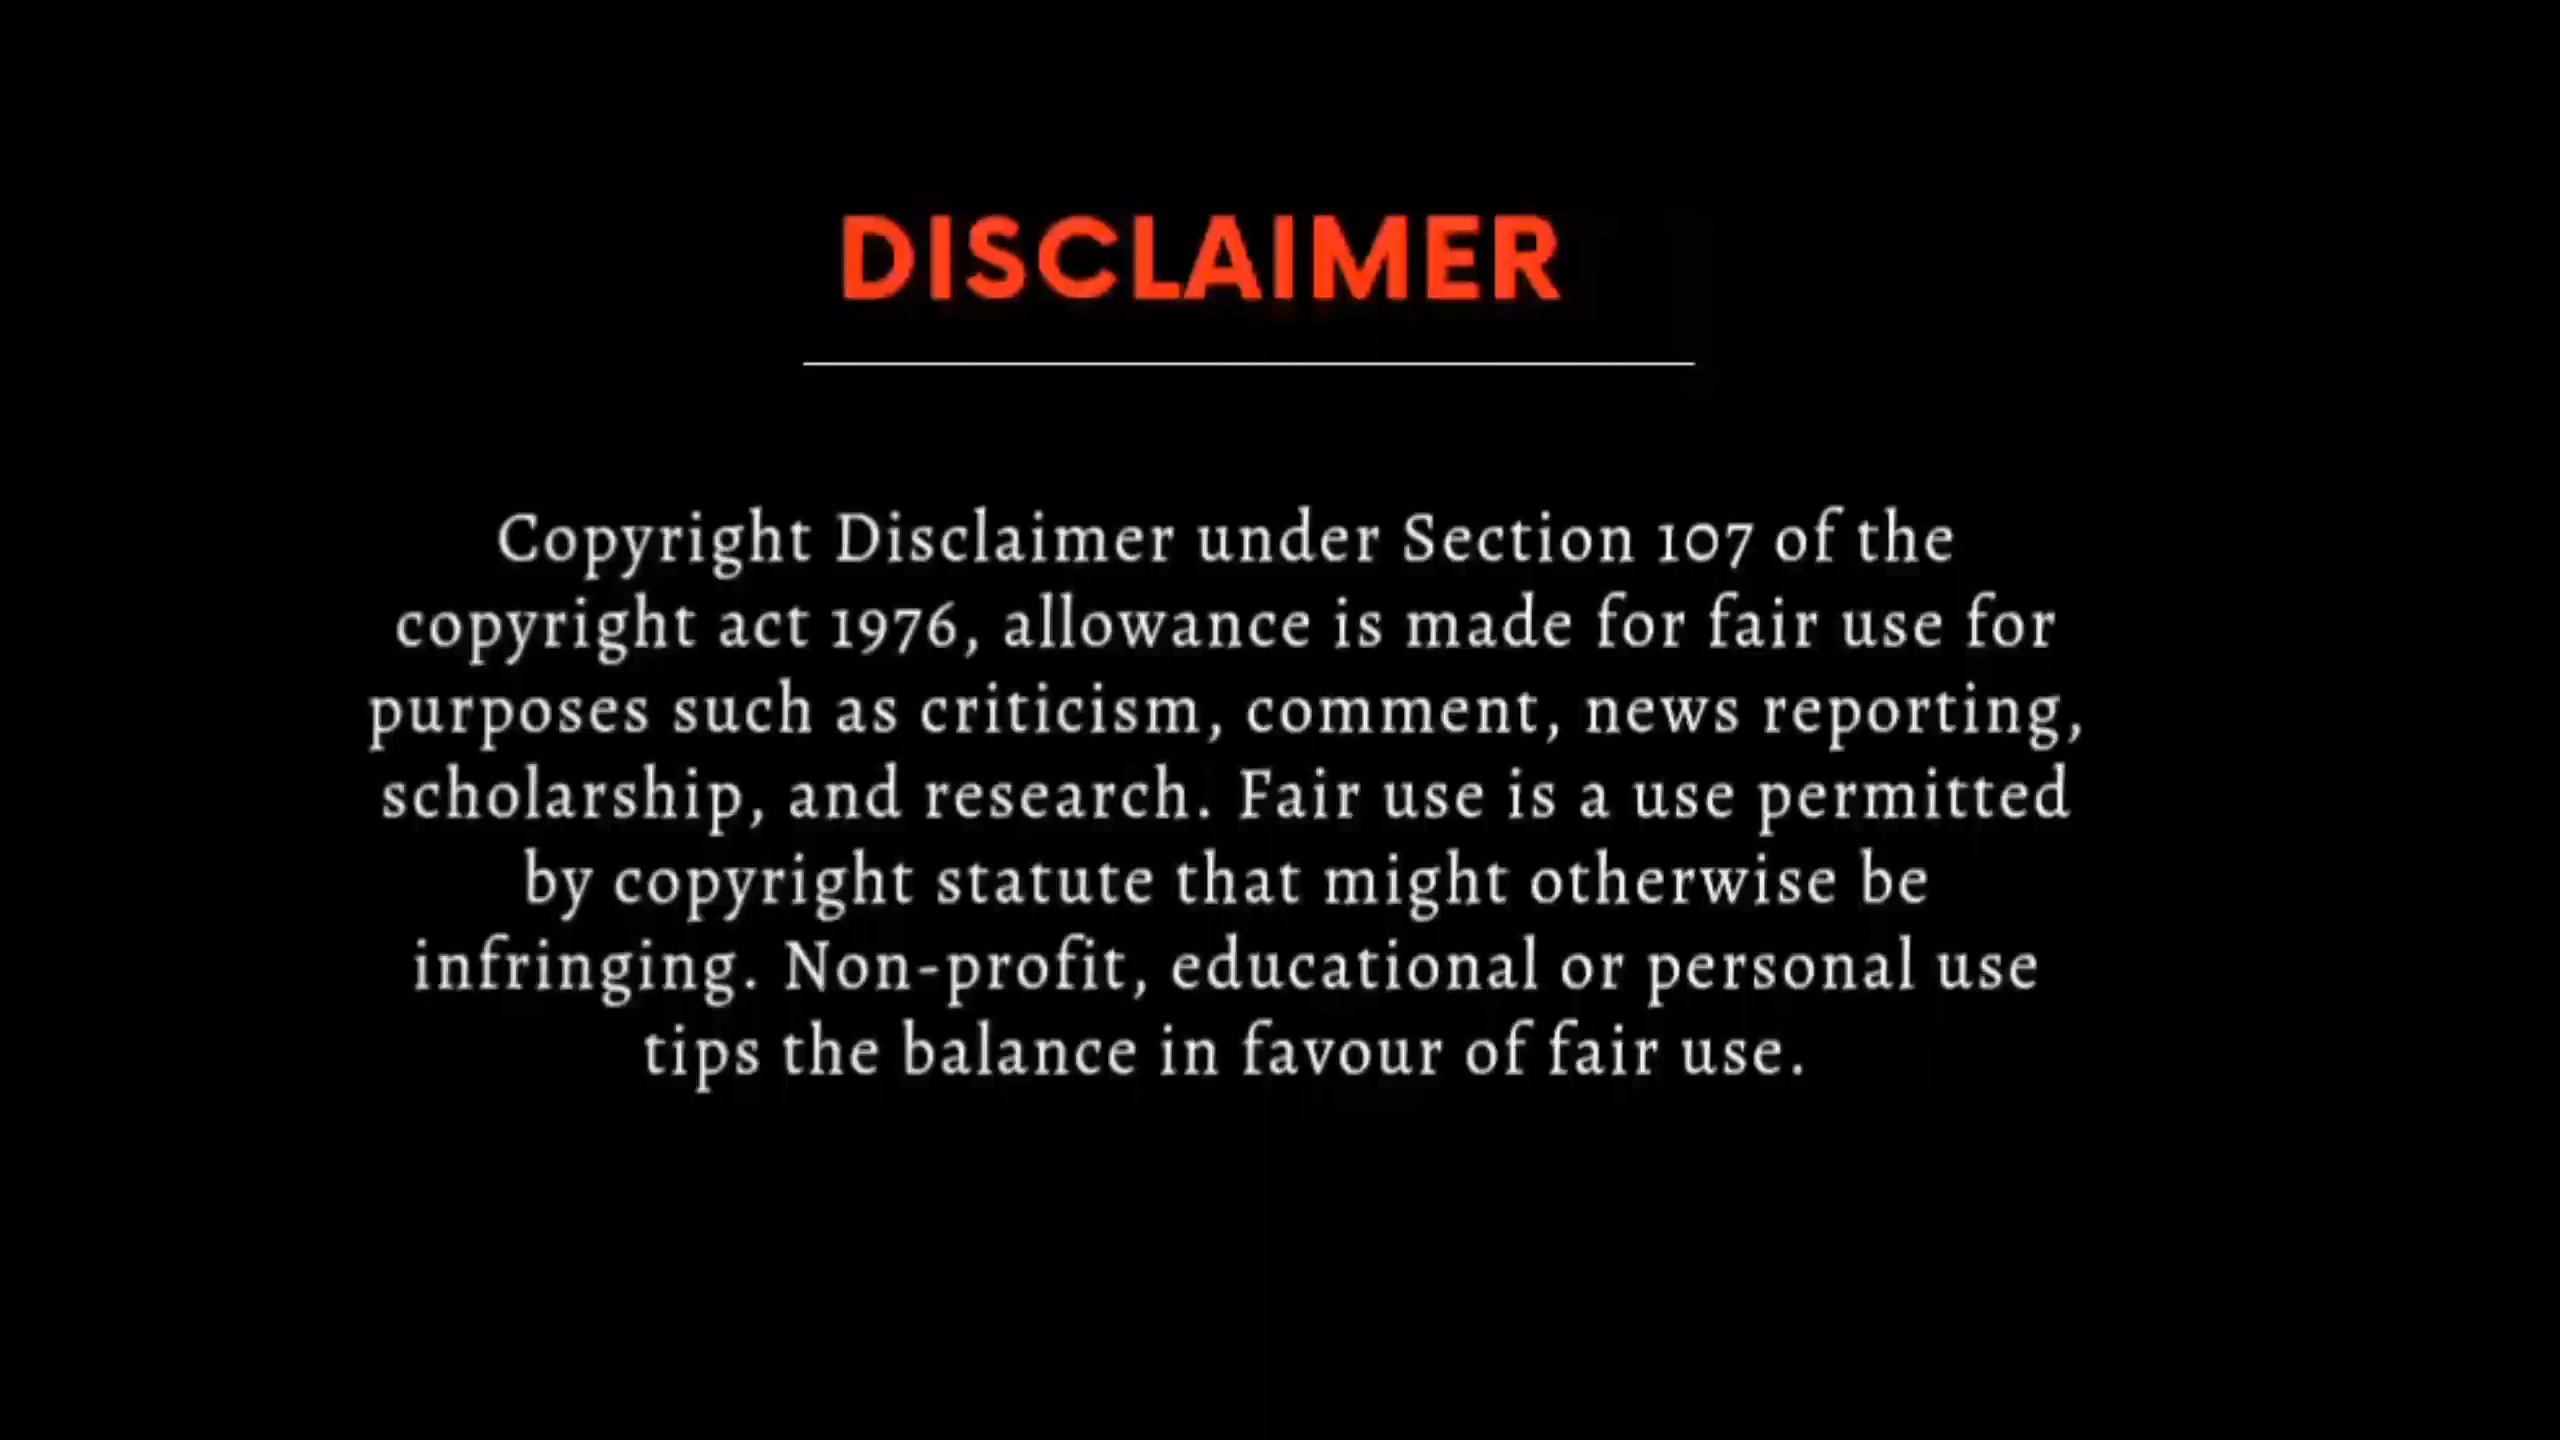 DISCLAIMER
Copyright Disclaimer under Section 107 of the
copyright act 1976, allowance is made for fair use for
purposes such as criticism, comment, news reporting,
scholarship, and research. Fair use is a use permitted
by copyright statute that might otherwise be
infringing. Non-profit, educational or personal use
tips the balance in favour of fair use.